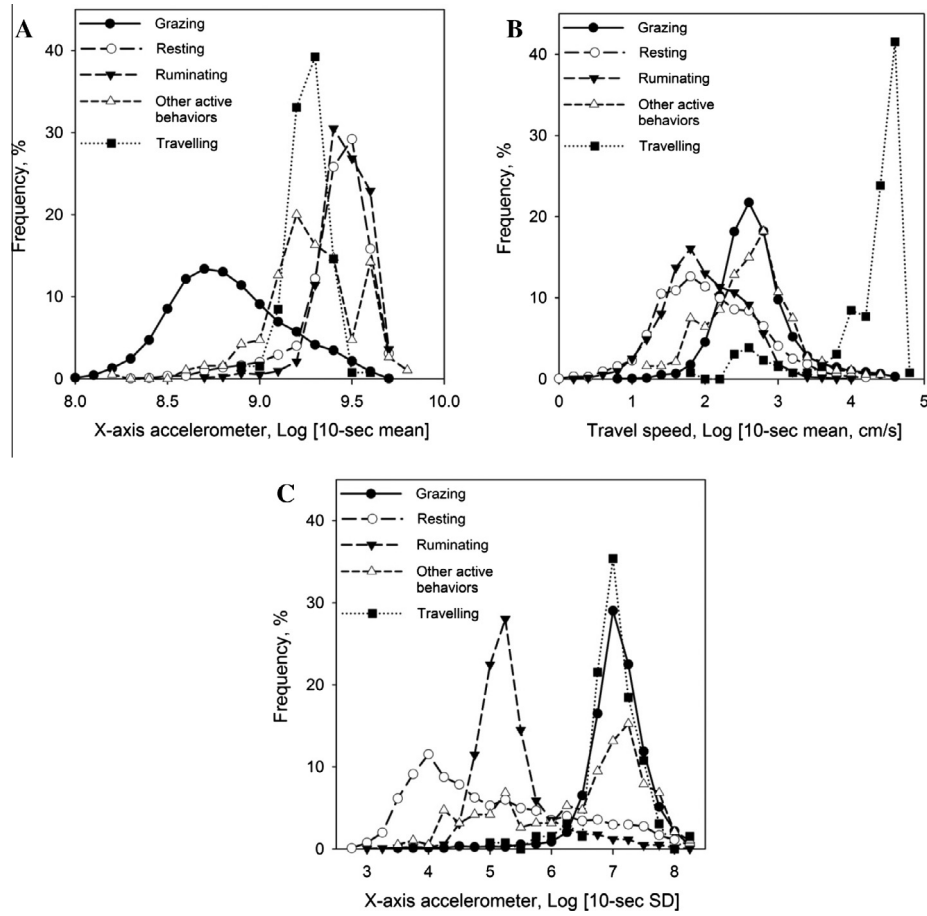 A
Grazing
Resting
Ruminating
Other active
behaviors
Travelling
40
30
20
10
0
Frequency, %
8.0 8.5 9.0 9.5 10.0
X-axis accelerometer, Log [10-sec mean]
B
Grazing
Resting
Ruminating
Other active
behaviors
Travelling
40
30
20
10
0
Frequency, %
0 1 2 3 4 5
Travel speed, Log [10-sec mean, cm/s]
C
Grazing
Resting
Ruminating
Other active
behaviors
Travelling
40
30
20
10
0
Frequency, %
3 4 5 6 7 8
X-axis accelerometer, Log [10-sec SD]